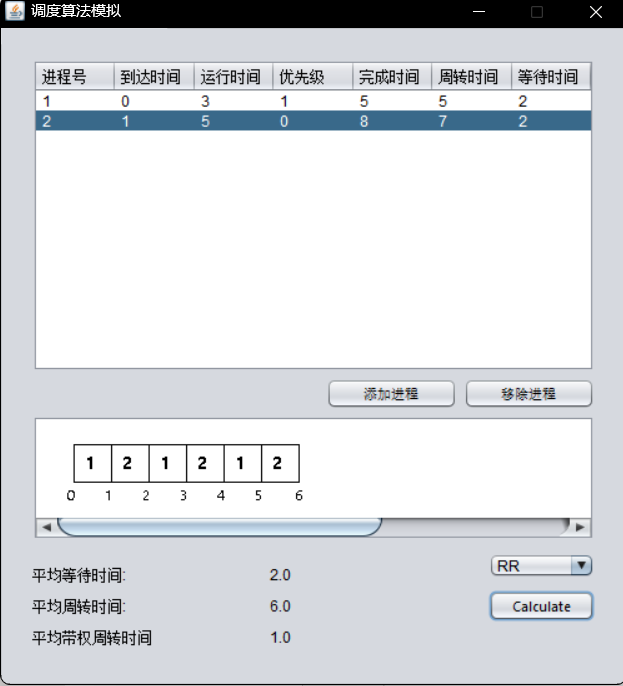 调度算法模拟
进程号 到达时间 运行时间 优先级 完成时间 周转时间 等待时间
1 0 3 1 5 5 2
2 1 5 0 8 7 2
添加进程 移除进程
1 2 1 2 1 2
0 1 2 3 4 5 6
平均等待时间: 2.0 RR
平均周转时间: 6.0 Calculate
平均带权周转时间 1.0